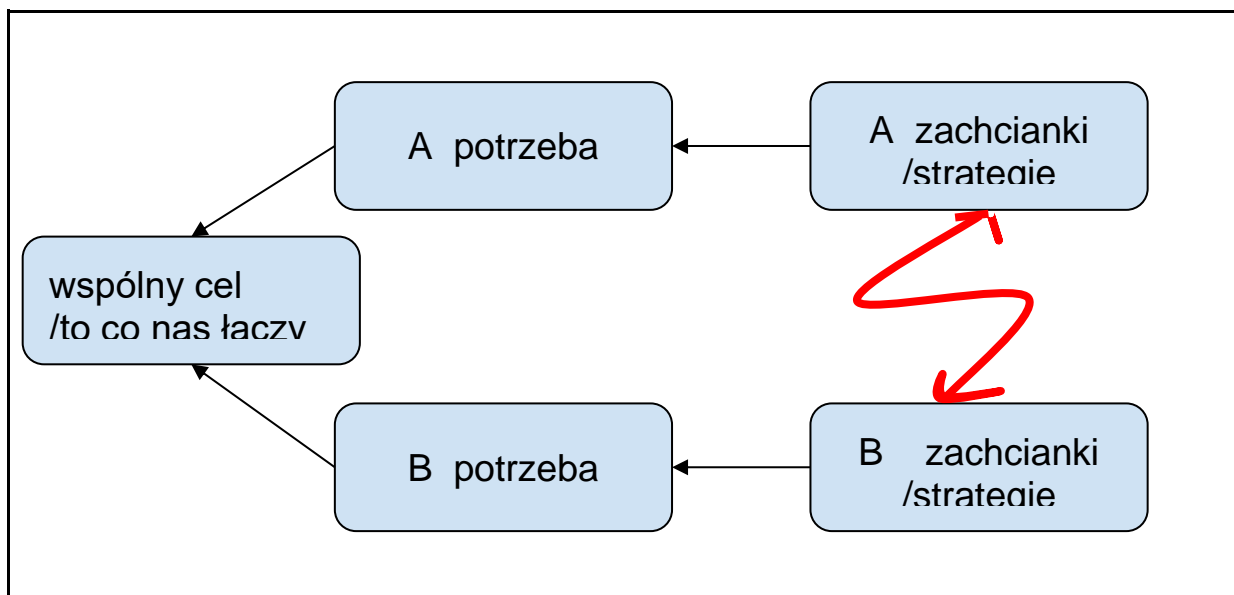 A potrzeba
A zachcianki
/strategie
wspólny cel
/to co nas łączy
B potrzeba
B zachcianki
/strategie